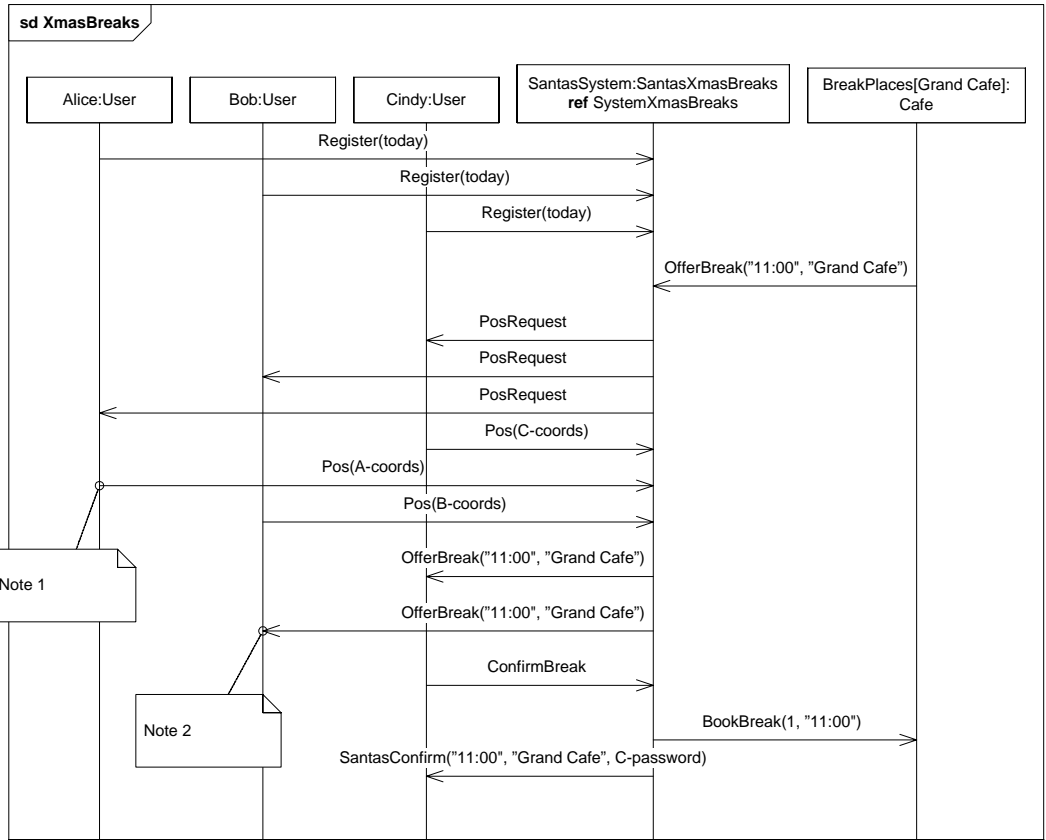 sd XmasBreaks
Alice:User
Bob:User
Cindy:User
SantasSystem:SantasXmasBreaks
ref SystemXmasBreaks
BreakPlaces[Grand Cafe]:
Cafe
Register(today)
Register(today)
Register(today)
OfferBreak("11:00", "Grand Cafe")
PosRequest
PosRequest
PosRequest
Pos(C-coords)
Pos(A-coords)
Pos(B-coords)
OfferBreak("11:00", "Grand Cafe")
Note 1
OfferBreak("11:00", "Grand Cafe")
ConfirmBreak
BookBreak(1, "11:00")
Note 2
SantasConfirm("11:00", "Grand Cafe", C-password)